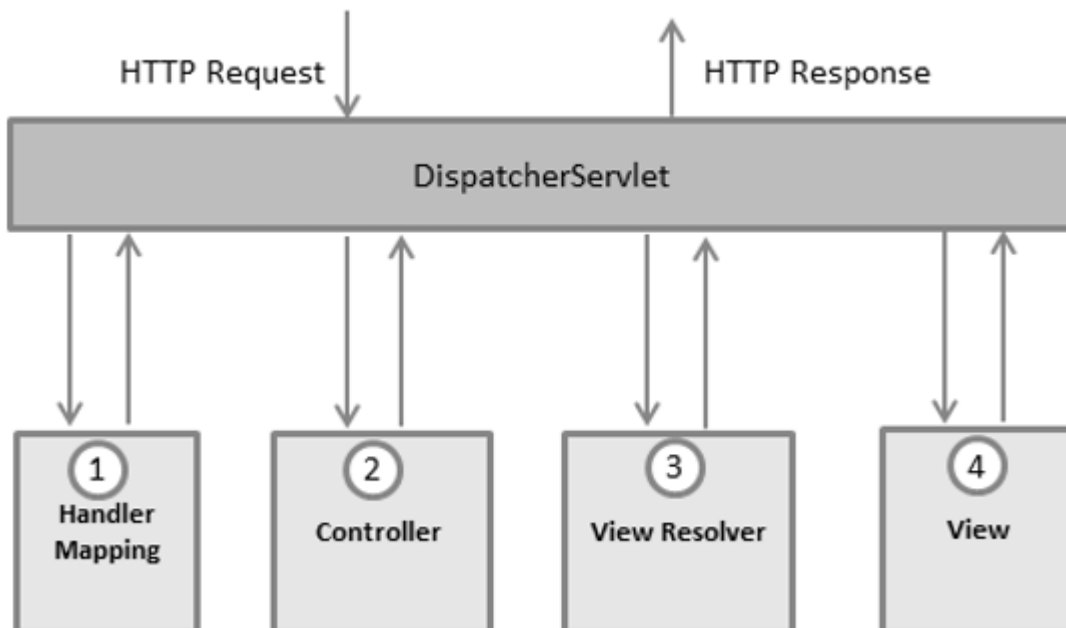 HTTP Request
HTTP Response
DispatcherServlet
1
Handler
Mapping
2
Controller
3
View Resolver
4
View